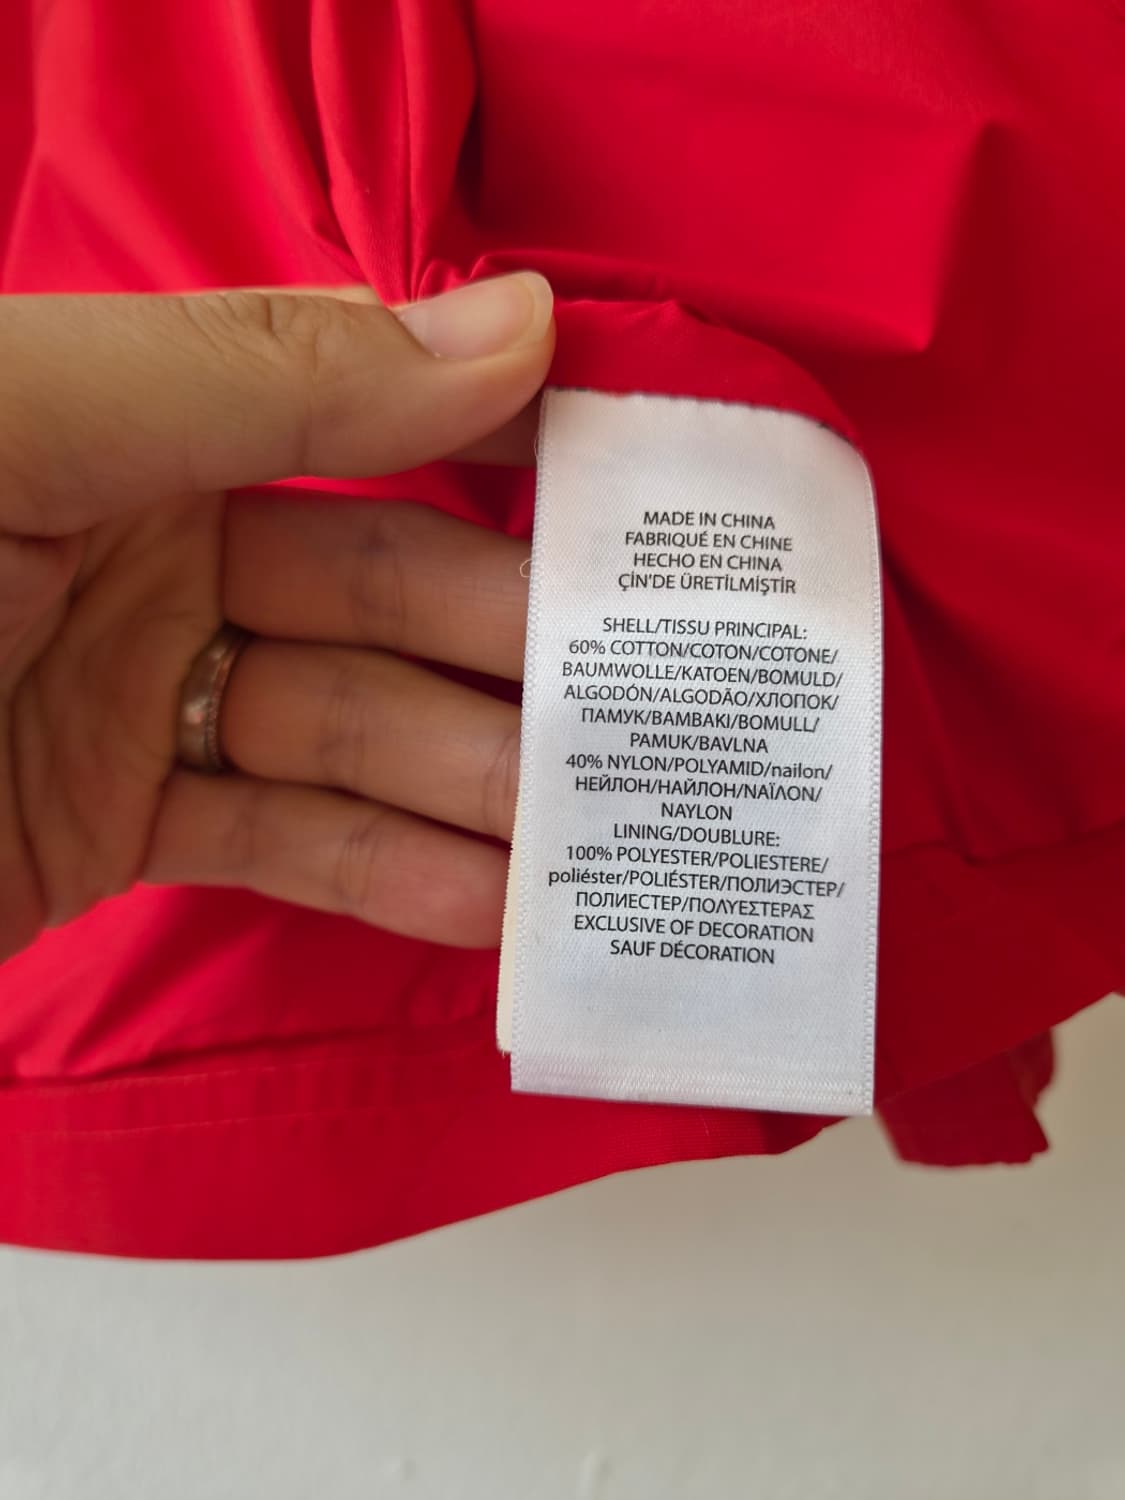 MADE IN CHINA
FABRIQUÉ EN CHINE
HECHO EN CHINA
ÇİN'DE ÜRETİLMİŞTİR
SHELL/TISSU PRINCIPAL:
60% COTTON/COTON/COTONE/
BAUMWOLLE/KATOEN/BOMULD/
ALGODÓN/ALGODÃO/ХЛОПОК/
ПАМУК/ΒΑΜΒΑΚΙ/BOMULL/
PAMUK/BAVLNA
40% NYLON/POLYAMID/nailon/
НЕЙЛОН/НАЙЛОН/ΝΑΪΛΟΝ/
NAYLON
LINING/DOUBLURE:
100% POLYESTER/POLIESTERE/
poliéster/POLIÉSTER/ПОЛИЭСТЕР/
ПОЛИЕСТЕР/ΠΟΛΥΕΣΤΕΡΑΣ
EXCLUSIVE OF DECORATION
SAUF DÉCORATION